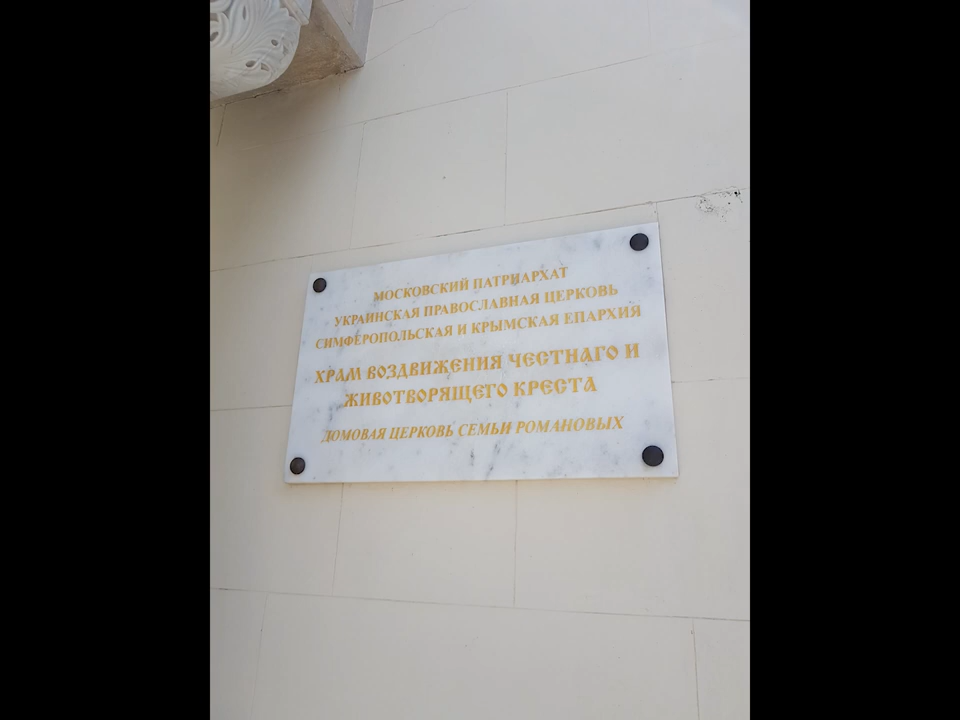 МОСКОВСКИЙ ПАТРИАРХАТ
УКРАИНСКАЯ ПРАВОСЛАВНАЯ ЦЕРКОВЬ
СИМФЕРОПОЛЬСКАЯ И КРЫМСКАЯ ЕПАРХИЯ
ХРАМ ВОЗДВИЖЕНИЯ ЧЕСТНАГО И
ЖИВОТВОРЯЩЕГО КРЕСТА
ДОМОВАЯ ЦЕРКОВЬ СЕМЬИ РОМАНОВЫХ